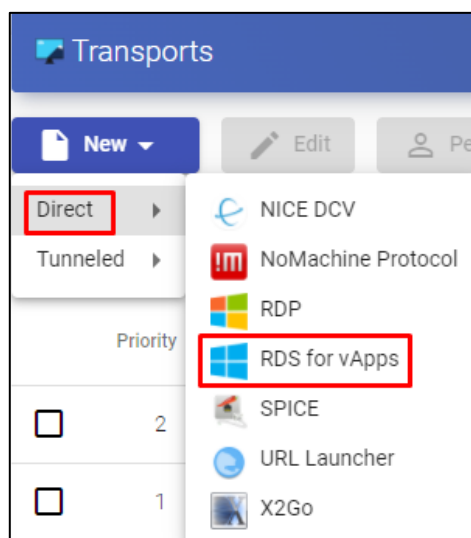 Transports
New
Edit
Pe
Direct
Tunneled
NICE DCV
NoMachine Protocol
RDP
RDS for vApps
SPICE
URL Launcher
X2Go
Priority
2
1